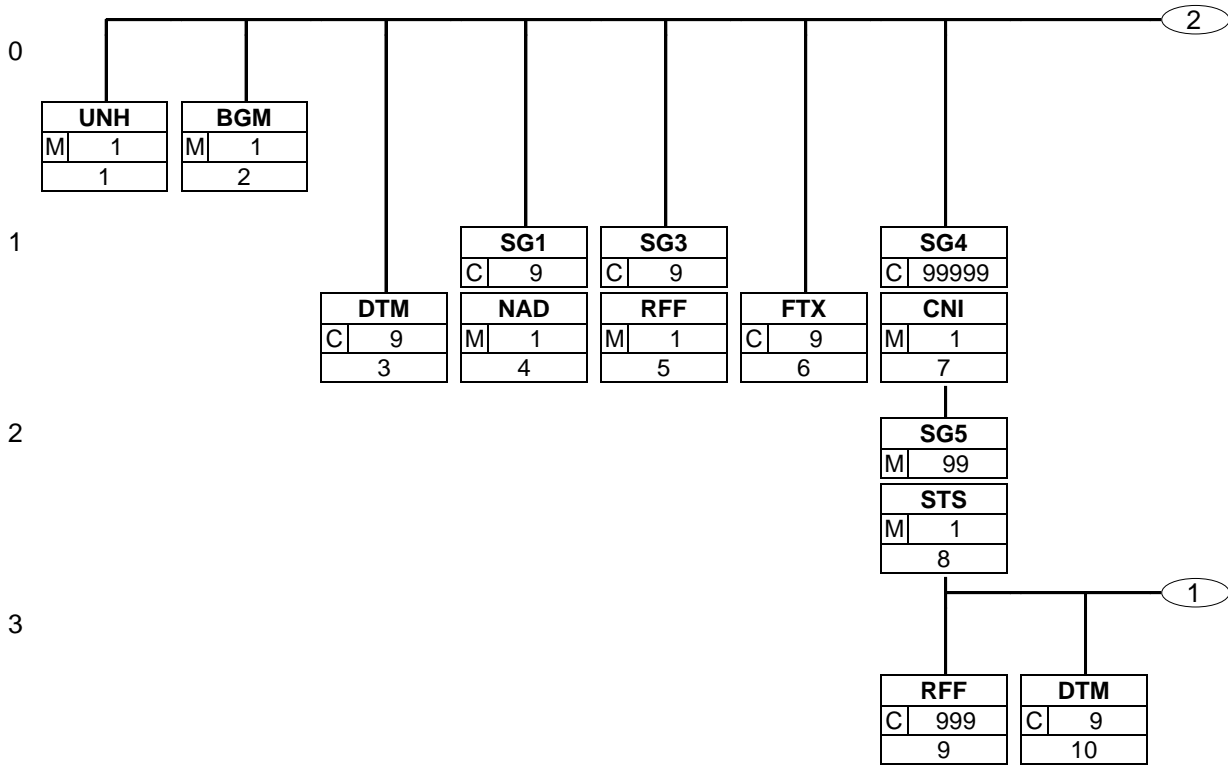 2
0
UNH BGM
M 1 M 1
1 2
1
SG1 SG3 SG4
C 9 C 9 C 99999
DTM NAD RFF FTX CNI
C 9 M 1 M 1 C 9 M 1
3 4 5 6 7
2
SG5
M 99
STS
M 1
8
1
3
RFF DTM
C 999 C 9
9 10